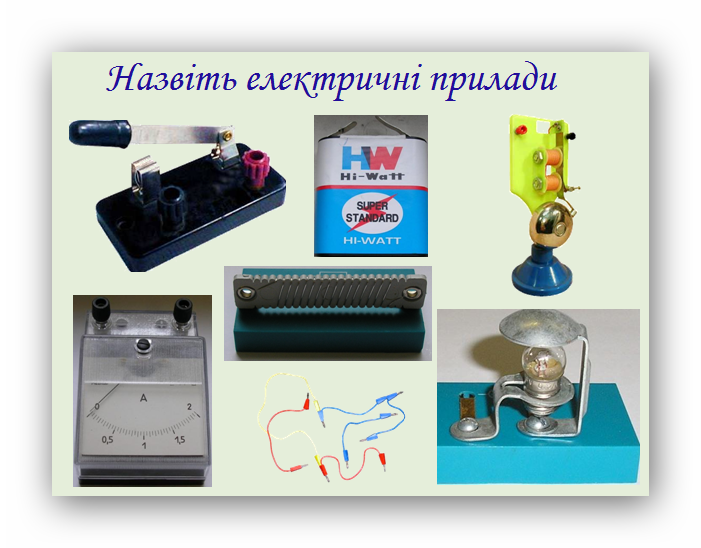 Назвіть електричні прилади
HW
Hi-Watt
SUPER
STANDARD
HI-WATT
A
0
2
0,5
1
1,5